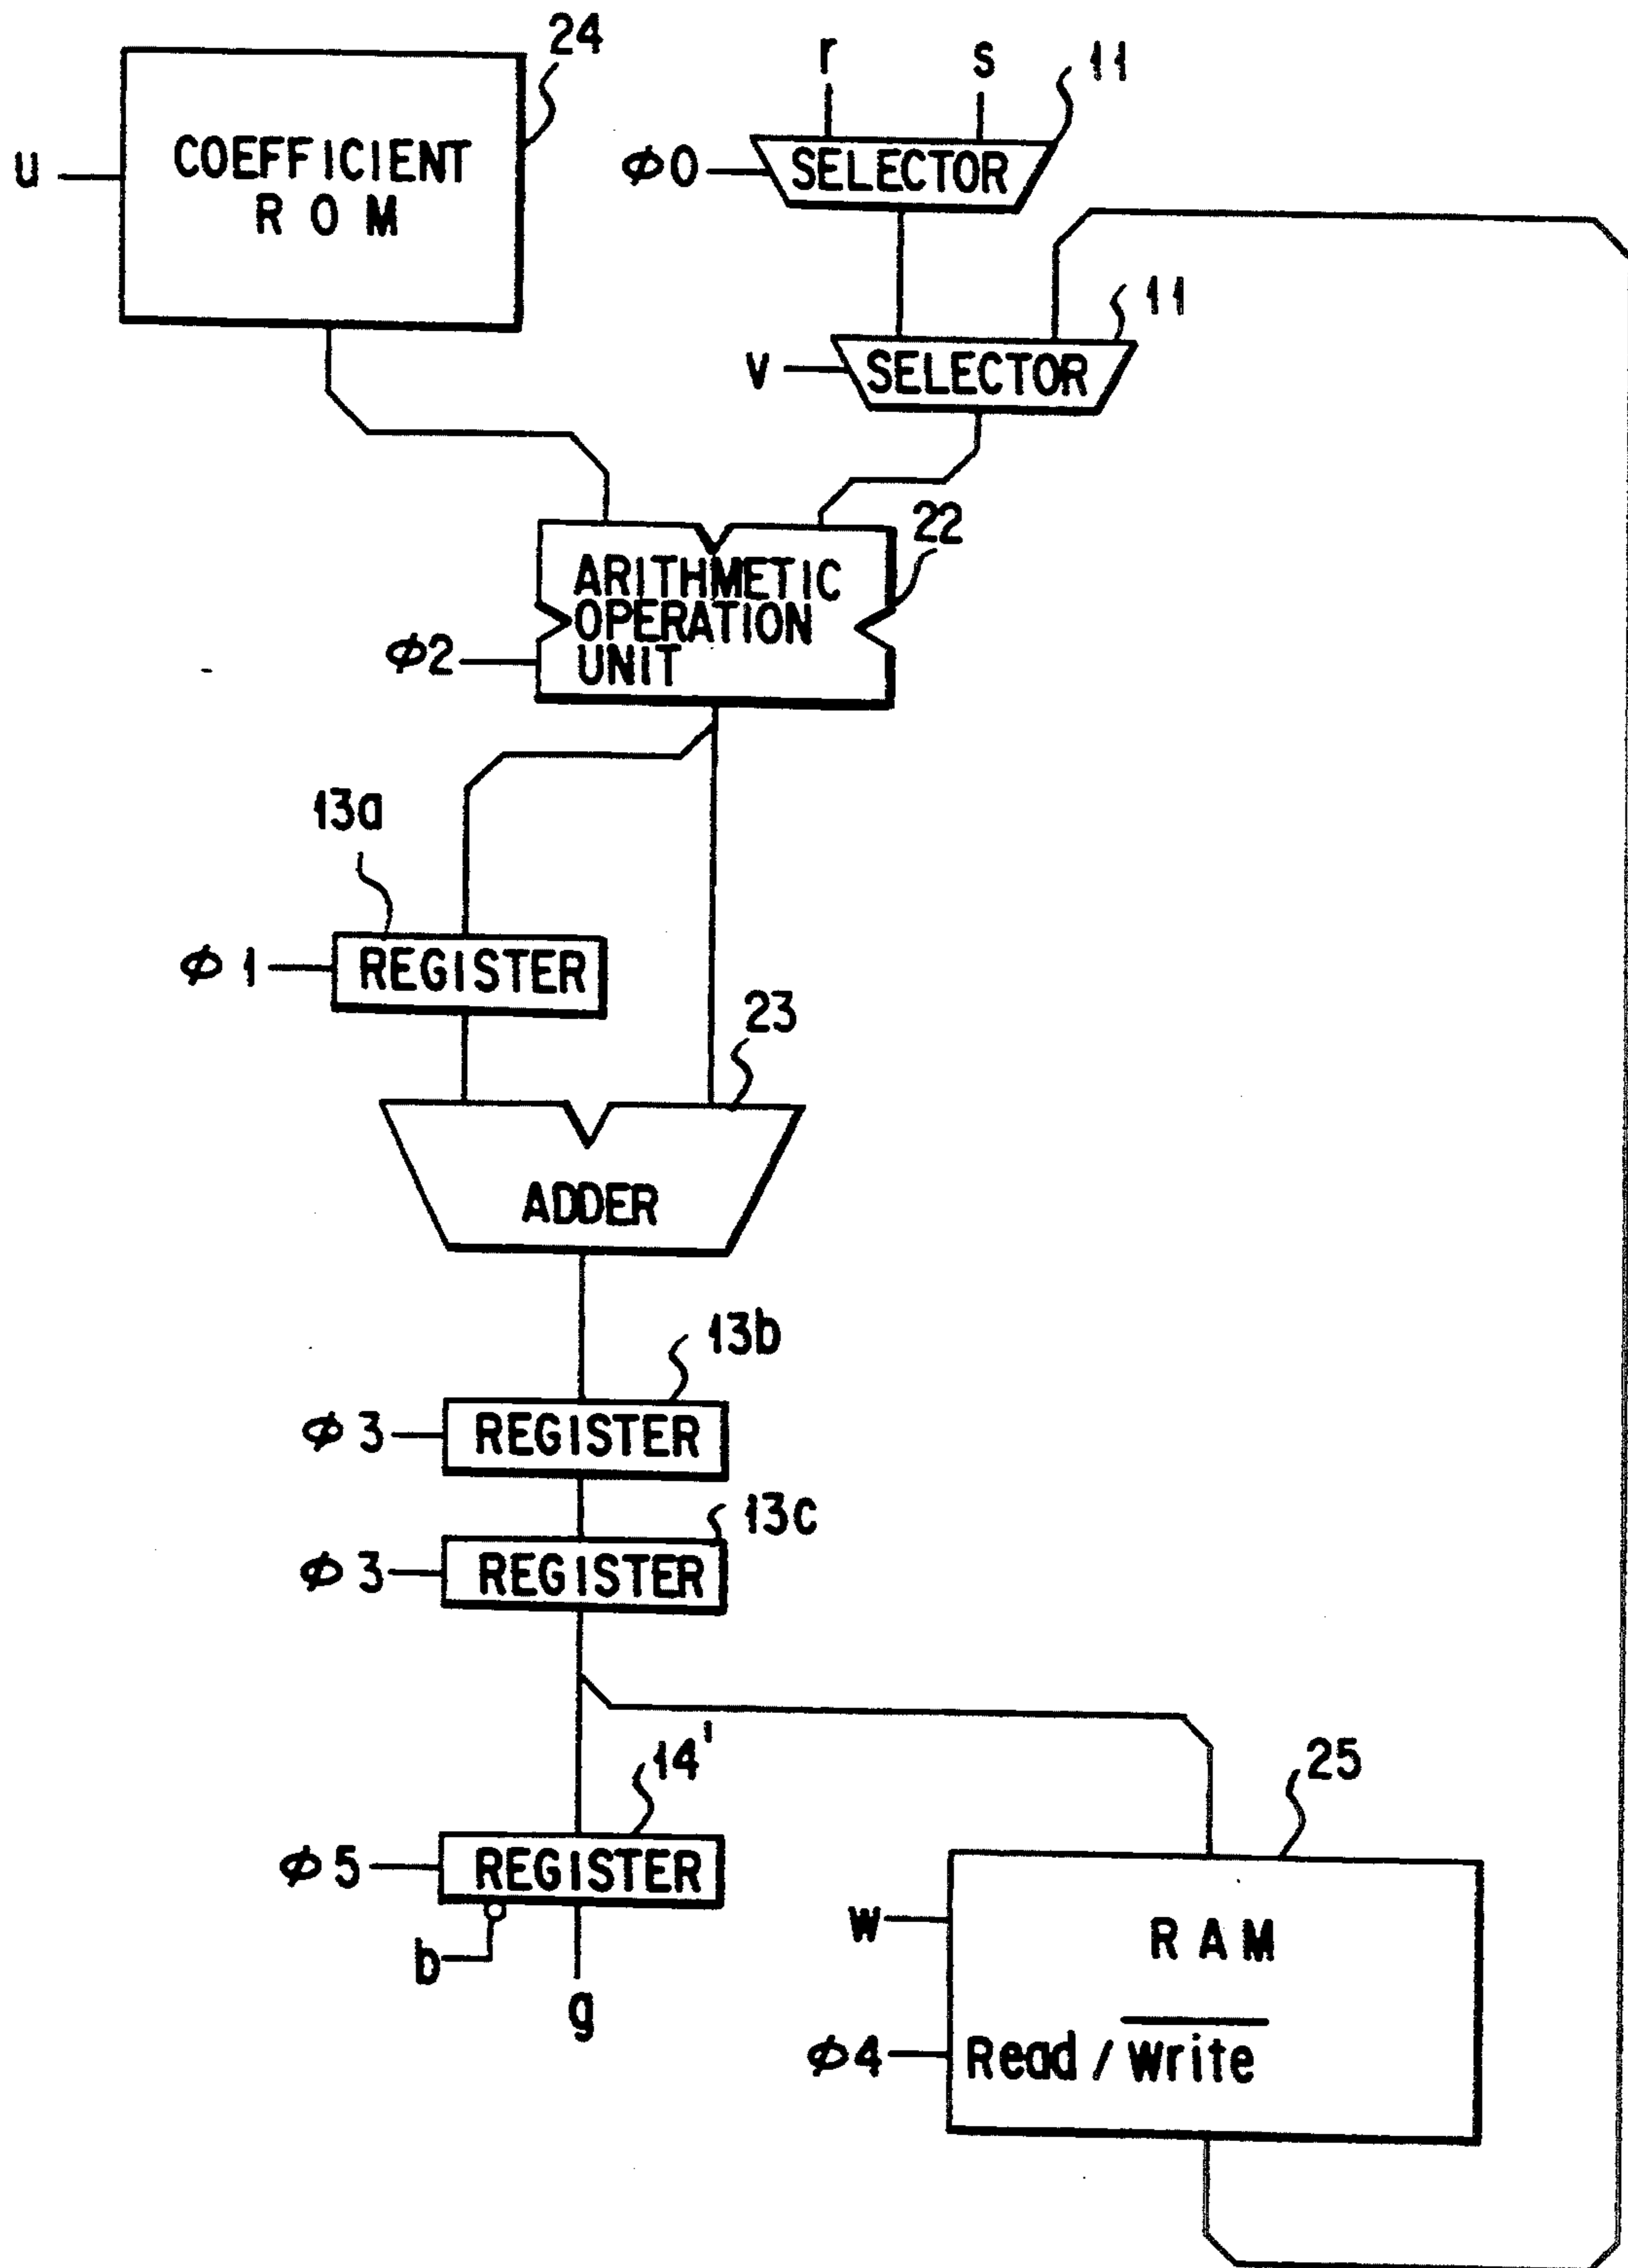 24
r
s
11
u
COEFFICIENT
ROM
φ0
SELECTOR
11
v
SELECTOR
22
ARITHMETIC
OPERATION
UNIT
φ2
13a
φ1
REGISTER
23
ADDER
13b
φ3
REGISTER
13c
φ3
REGISTER
14'
25
φ5
REGISTER
w
RAM
b
g
φ4
Read / Write